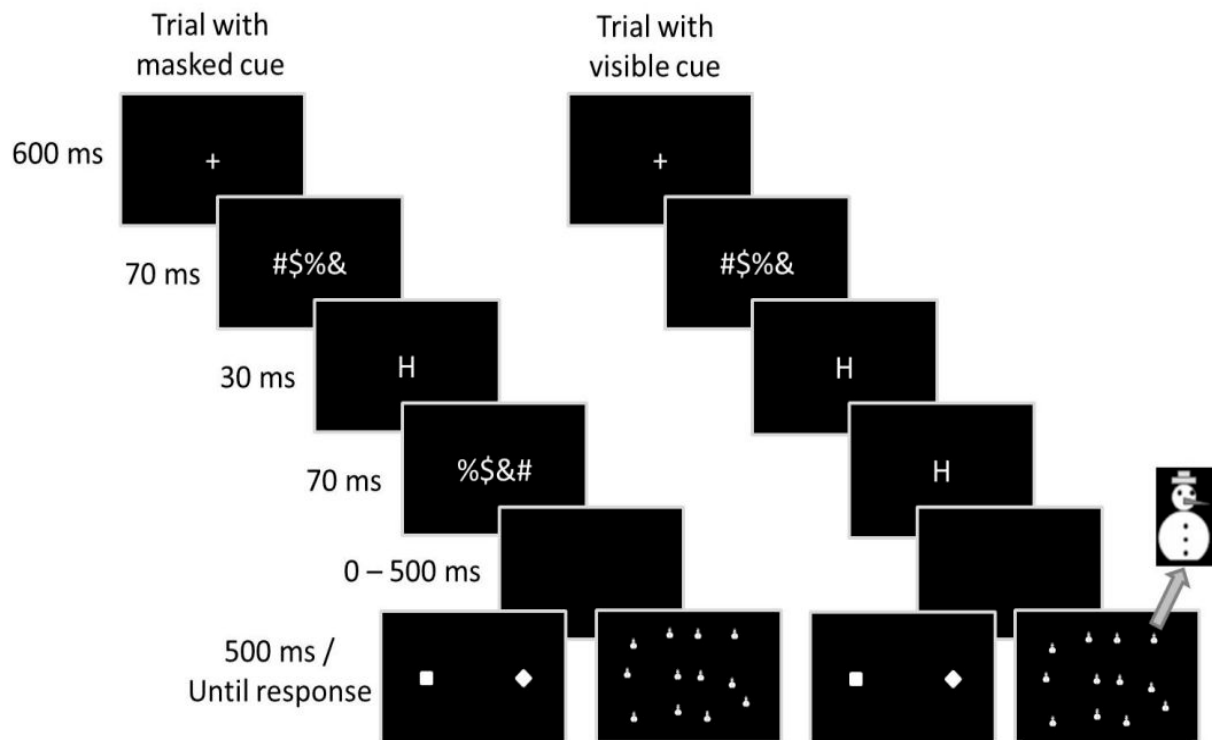 Trial with
masked cue
Trial with
visible cue
600 ms
+
+
70 ms
#$%&
#$%&
30 ms
H
H
70 ms
%$&#
H
0 – 500 ms
500 ms /
Until response